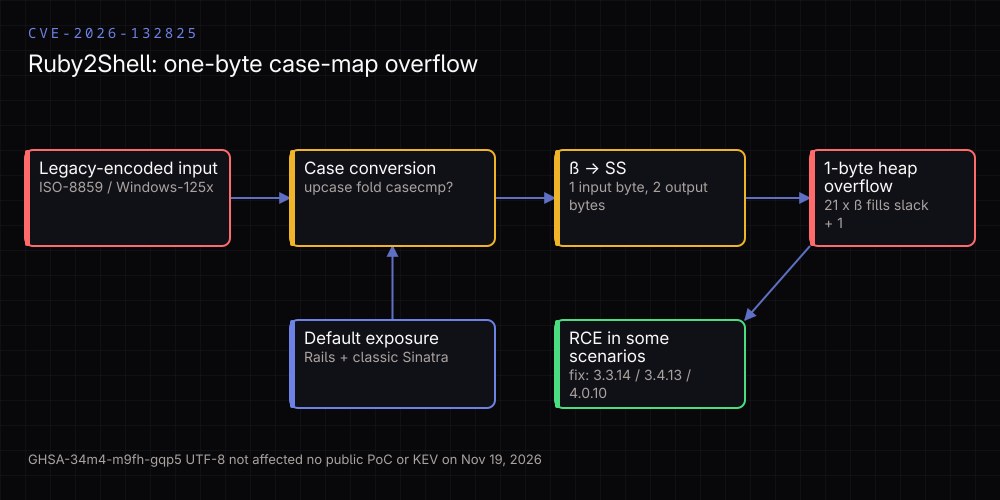 CVE-2026-132825
Ruby2Shell: one-byte case-map overflow
Legacy-encoded input
ISO-8859 / Windows-125x
Case conversion
upcase fold casecmp?
ß → SS
1 input byte, 2 output
bytes
1-byte heap
overflow
21 x ß fills slack
+ 1
Default exposure
Rails + classic Sinatra
RCE in some
scenarios
fix: 3.3.14 / 3.4.13 /
4.0.10
GHSA-34m4-m9fh-gqp5 UTF-8 not affected no public PoC or KEV on Nov 19, 2026